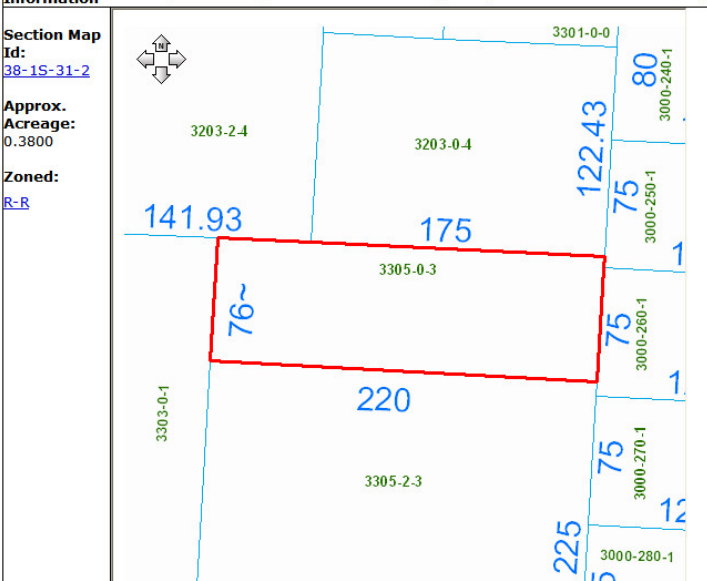 Information
Section Map
Id:
38-1S-31-2
Approx.
Acreage:
0.3800
Zoned:
R-R
N
3301-0-0
80
3000-240-1
3203-2-4
3203-0-4
122.43
75
3000-250-1
141.93
175
3305-0-3
76~
75
3000-260-1
220
3303-0-1
3305-2-3
75
3000-270-1
225
3000-280-1